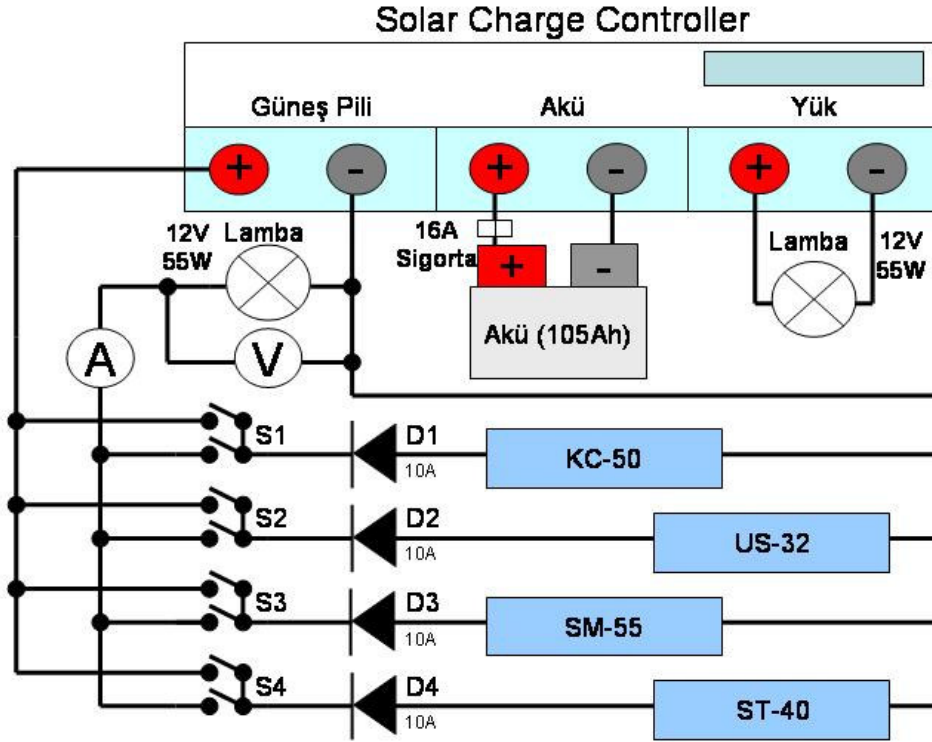 Solar Charge Controller
Güneş Pili
Akü
Yük
+
-
+
-
+
-
12V
55W
Lamba
16A
Sigorta
+
-
Lamba
12V
55W
Akü (105Ah)
A
V
S1
D1
10A
KC-50
S2
D2
10A
US-32
S3
D3
10A
SM-55
S4
D4
10A
ST-40